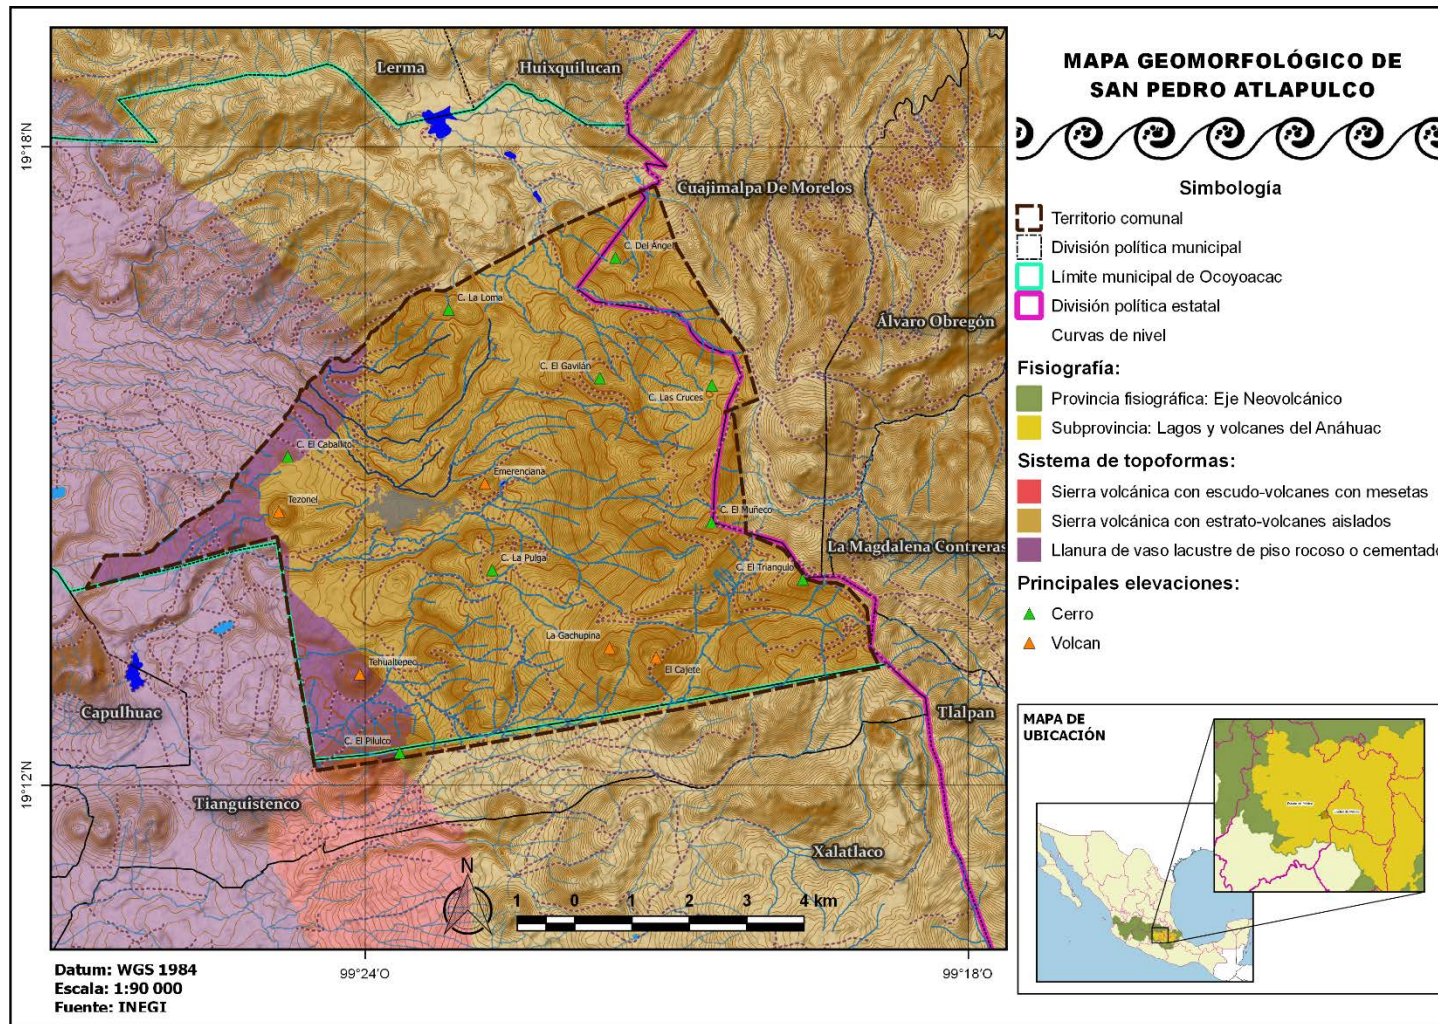 MAPA GEOMORFOLÓGICO DE
SAN PEDRO ATLAPULCO
Simbología
Territorio comunal
División política municipal
Límite municipal de Ocoyoacac
División política estatal
Curvas de nivel
Fisiografía:
Provincia fisiográfica: Eje Neovolcánico
Subprovincia: Lagos y volcanes del Anáhuac
Sistema de topoformas:
Sierra volcánica con escudo-volcanes con mesetas
Sierra volcánica con estrato-volcanes aislados
Llanura de vaso lacustre de piso rocoso o cementado
Principales elevaciones:
Cerro
Volcan
MAPA DE
UBICACIÓN
Lerma
Huixquilucan
19°18'N
Cuajimalpa De Morelos
C. Del Ángel
C. La Loma
Álvaro Obregón
C. El Gavilán
C. Las Cruces
C. El Caballito
Emerenciana
Tezonel
C. El Muñeco
La Magdalena Contreras
C. La Pulga
C. El Triangulo
La Gachupina
El Cajete
Tehualtepec
Capulhuac
Tlalpan
C. El Pilulco
19°12'N
Tianguistenco
Xalatlaco
N
1 0 1 2 3 4 km
99°24'O
99°18'O
Datum: WGS 1984
Escala: 1:90 000
Fuente: INEGI